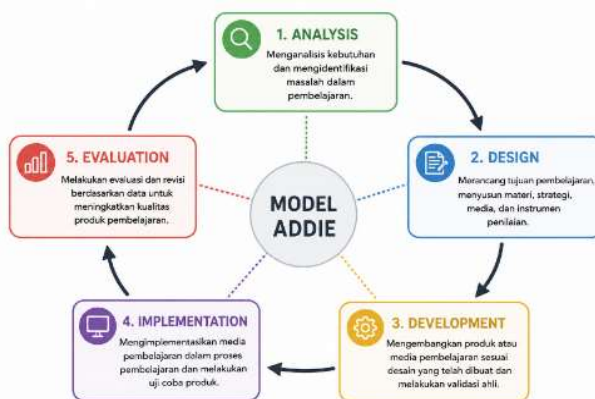 1. ANALYSIS
Menganalisis kebutuhan
dan mengidentifikasi
masalah dalam
pembelajaran.
2. DESIGN
Merancang tujuan pembelajaran,
menyusun materi, strategi,
media, dan instrumen
penilaian.
3. DEVELOPMENT
Mengembangkan produk atau
media pembelajaran sesuai
desain yang telah dibuat dan
melakukan validasi ahli.
4. IMPLEMENTATION
Mengimplementasikan media
pembelajaran dalam proses
pembelajaran dan melakukan
uji coba produk.
5. EVALUATION
Melakukan evaluasi dan revisi
berdasarkan data untuk
meningkatkan kualitas
produk pembelajaran.
MODEL
ADDIE